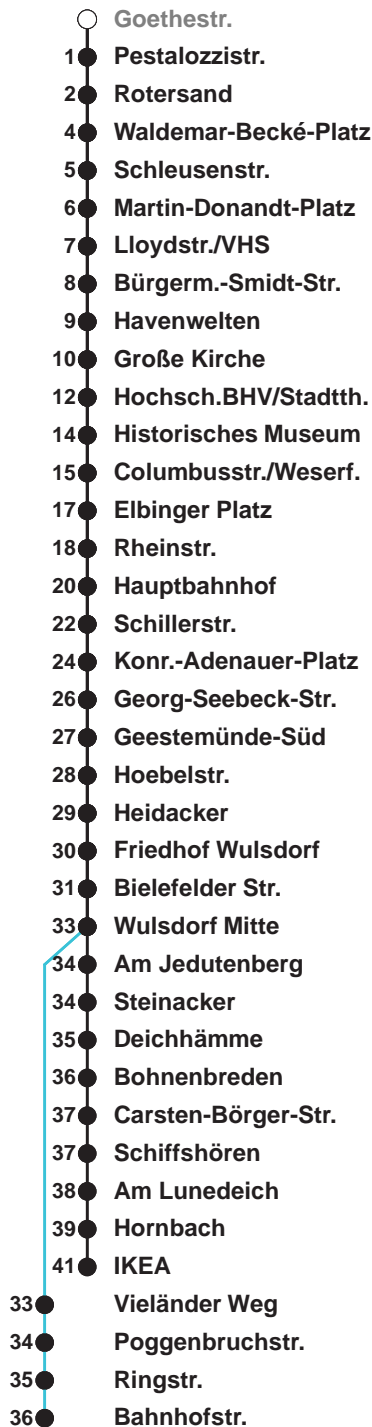 Goethestr.
1 Pestalozzistr.
2 Rotersand
4 Waldemar-Becké-Platz
5 Schleusenstr.
6 Martin-Donandt-Platz
7 Lloydstr./VHS
8 Bürgerm.-Smidt-Str.
9 Havenwelten
10 Große Kirche
12 Hochsch.BHV/Stadtth.
14 Historisches Museum
15 Columbusstr./Weserf.
17 Elbinger Platz
18 Rheinstr.
20 Hauptbahnhof
22 Schillerstr.
24 Konr.-Adenauer-Platz
26 Georg-Seebeck-Str.
27 Geestemünde-Süd
28 Hoebelstr.
29 Heidacker
30 Friedhof Wulsdorf
31 Bielefelder Str.
33 Wulsdorf Mitte
34 Am Jedutenberg
34 Steinacker
35 Deichhämme
36 Bohnenbreden
37 Carsten-Börger-Str.
37 Schiffshören
38 Am Lunedeich
39 Hornbach
41 IKEA
33 Vieländer Weg
34 Poggenbruchstr.
35 Ringstr.
36 Bahnhofstr.